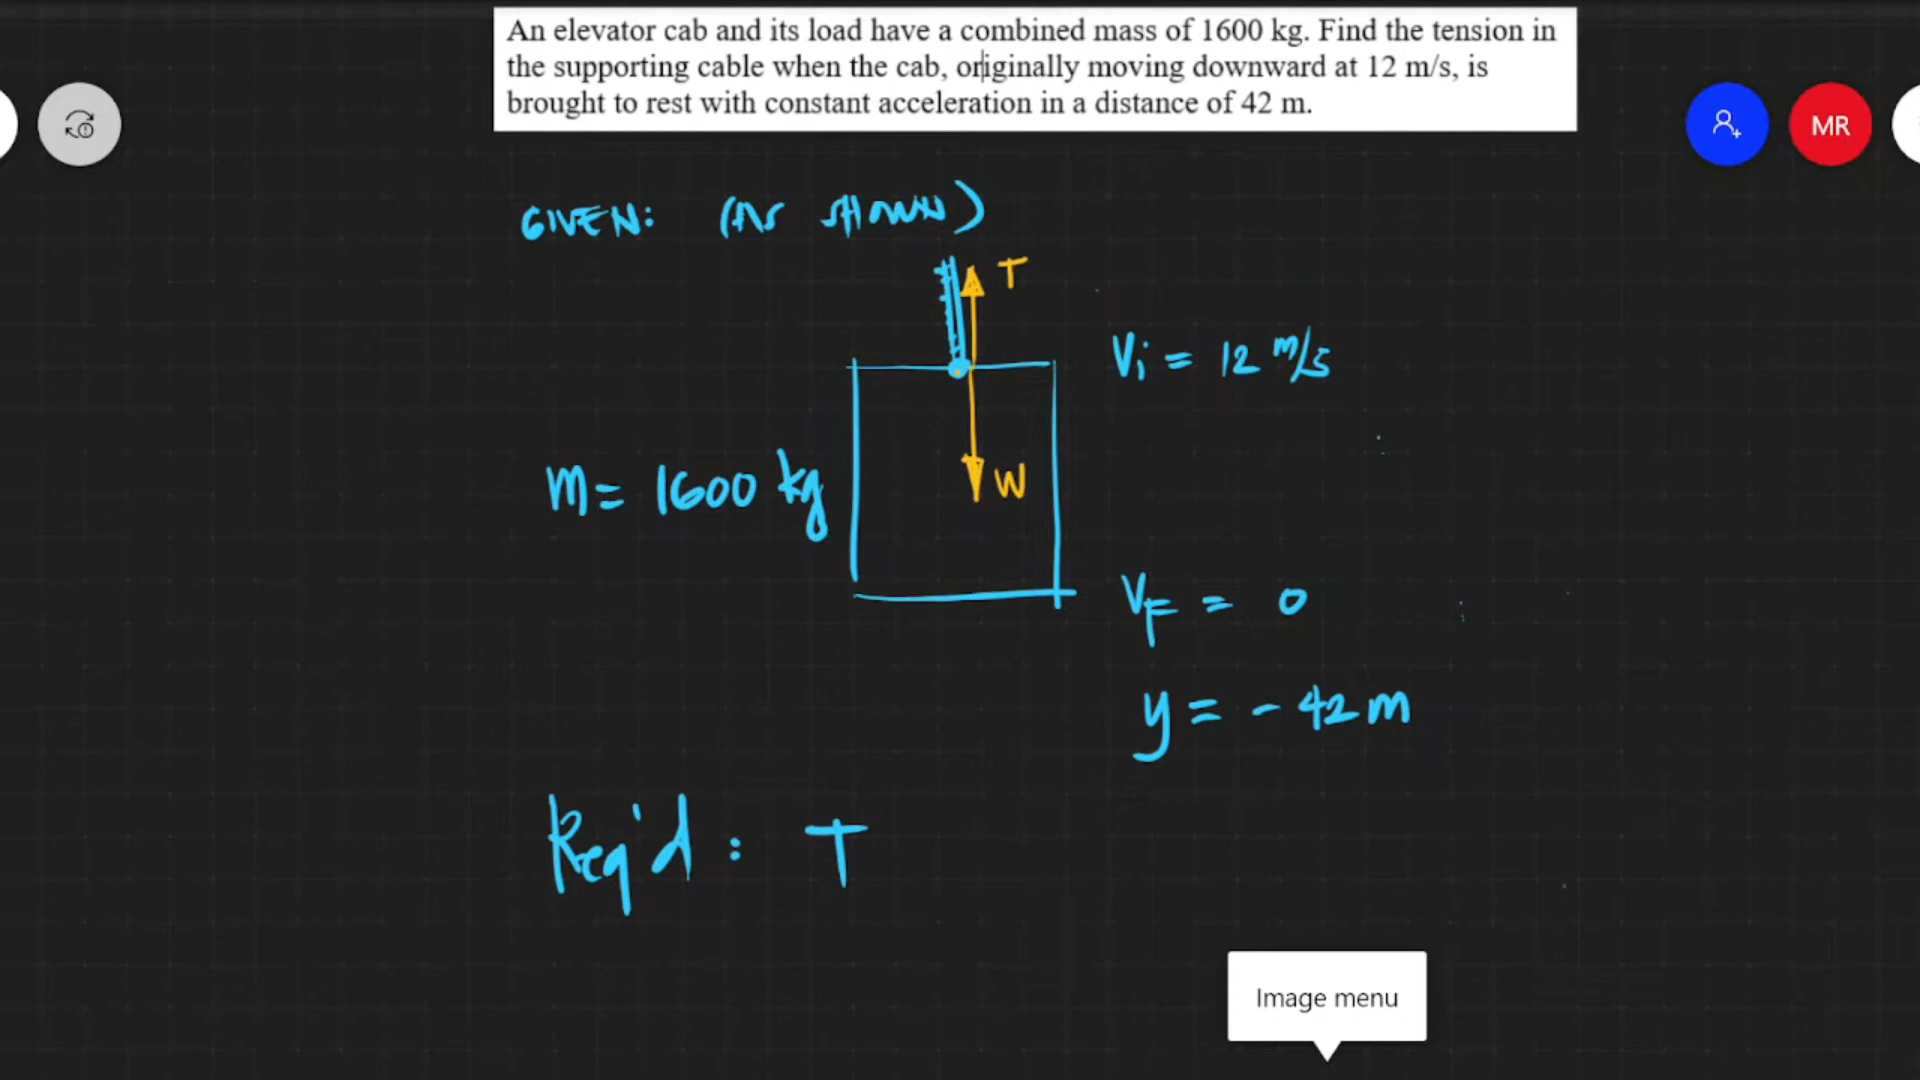 An elevator cab and its load have a combined mass of 1600 kg. Find the tension in
the supporting cable when the cab, originally moving downward at 12 m/s, is
brought to rest with constant acceleration in a distance of 42 m.
MR
GIVEN: (AS SHOWN)
T
Vi = 12 m/s
m = 1600 kg
W
VF = 0
y = - 42 m
Req'd : T
Image menu